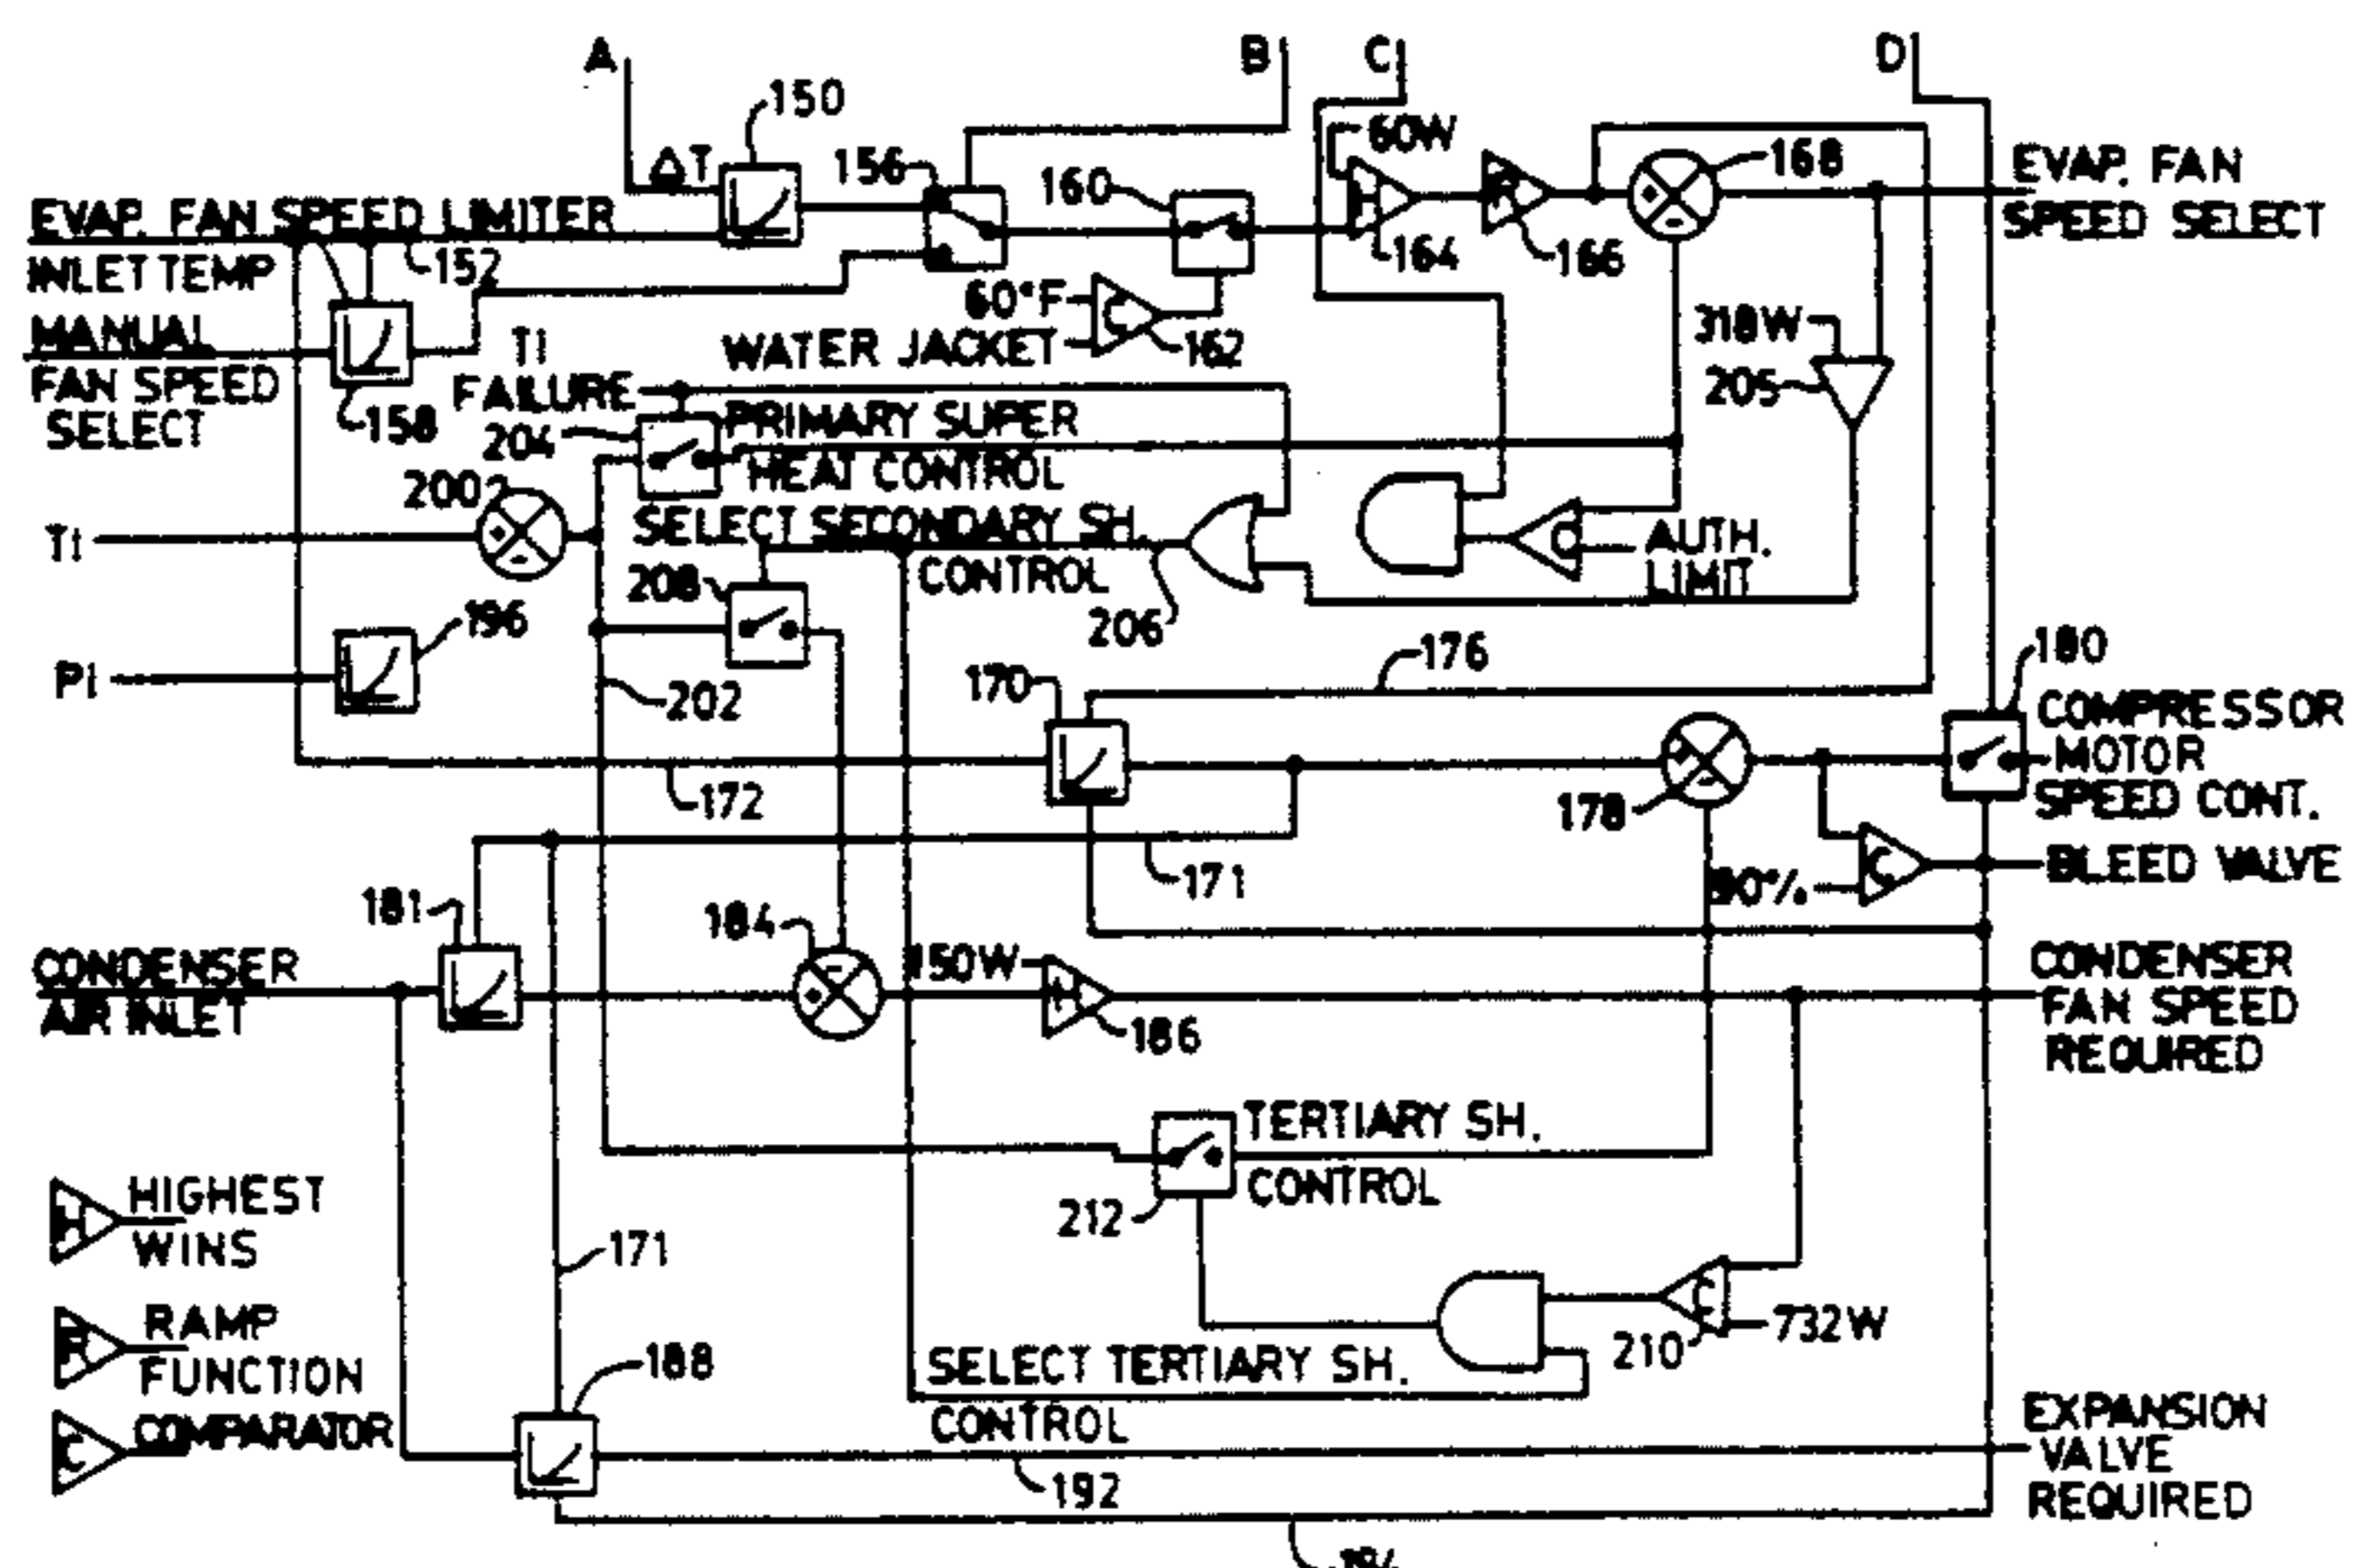 A
B
C
D
150
ΔT
156
160
60W
168
EVAP. FAN
SPEED SELECT
EVAP. FAN SPEED LIMITER
INLET TEMP
152
164
166
60°F
WATER JACKET
162
318W
205
MANUAL
FAN SPEED
SELECT
158
T1
FAILURE
204
PRIMARY SUPER
HEAT CONTROL
200
T1
SELECT SECONDARY SH.
CONTROL
AUTH.
LIMIT
208
206
196
P1
202
170
176
180
COMPRESSOR
MOTOR
SPEED CONT.
172
178
171
BLEED VALVE
C
181
184
CONDENSER
AIR INLET
150W
H
186
CONDENSER
FAN SPEED
REQUIRED
TERTIARY SH.
CONTROL
212
H HIGHEST
WINS
171
R RAMP
FUNCTION
188
C
210
732W
SELECT TERTIARY SH.
CONTROL
C COMPARATOR
192
EXPANSION
VALVE
REQUIRED